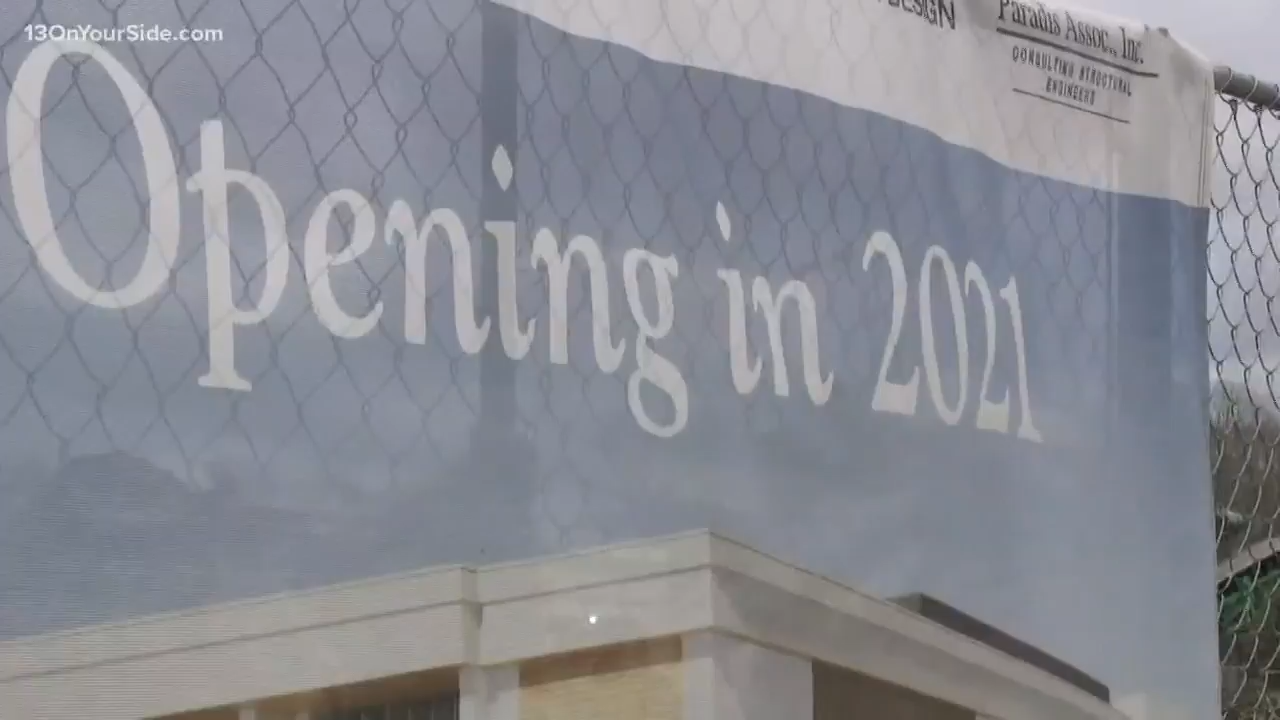 13OnYourSide.com
DESIGN
Paradis Assoc., Inc.
CONSULTING STRUCTURAL
ENGINEERS
Opening in 2021